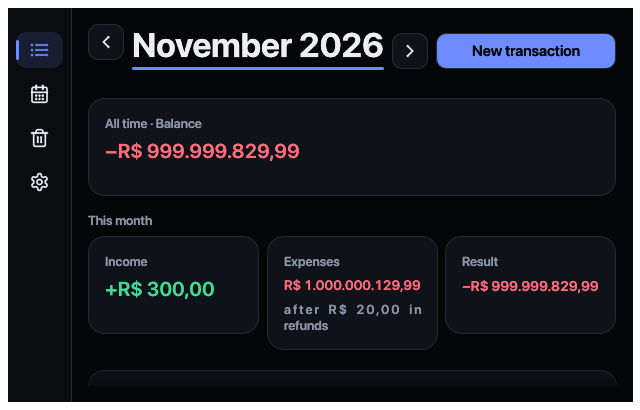 November 2026
New transaction
All time · Balance
−R$ 999.999.829,99
This month
Income
+R$ 300,00
Expenses
R$ 1.000.000.129,99
after R$ 20,00 in
refunds
Result
−R$ 999.999.829,99